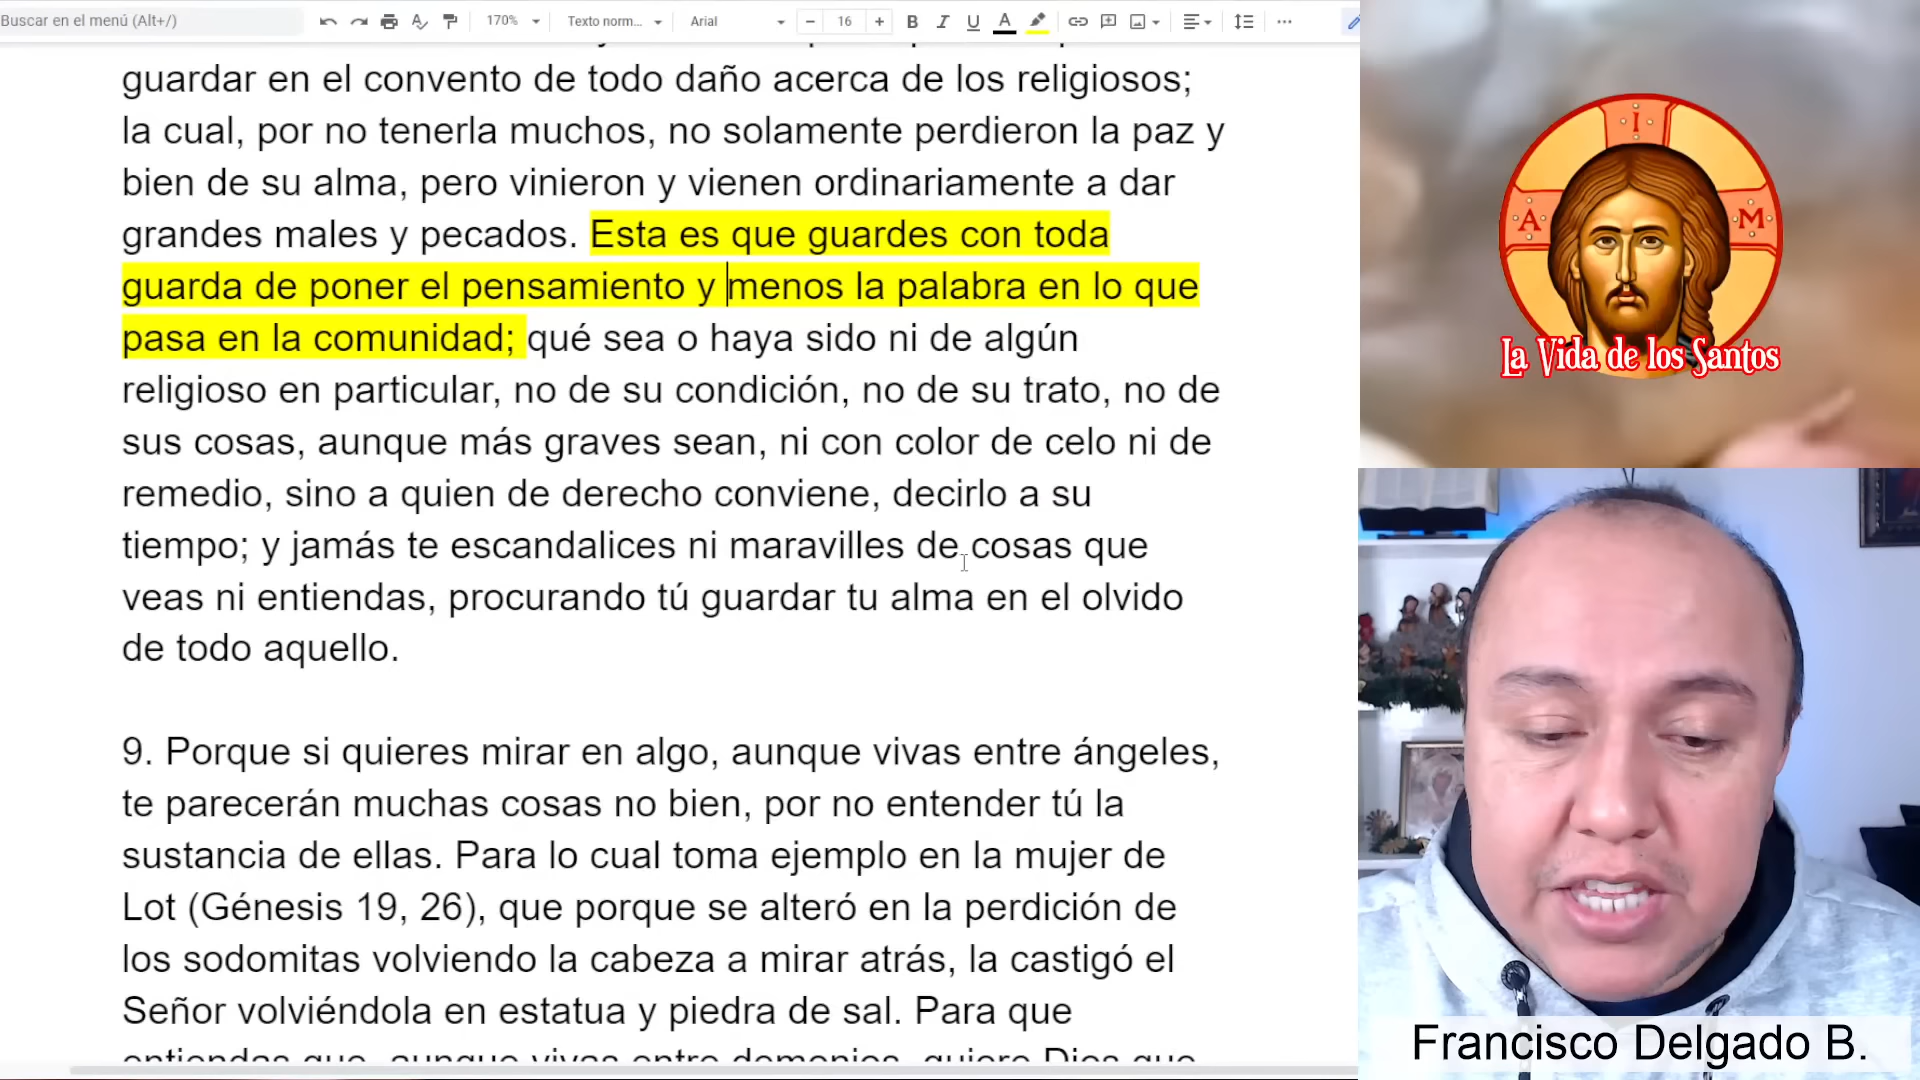 Buscar en el menú (Alt+/)
170%
Texto norm...
Arial
16
guardar en el convento de todo daño acerca de los religiosos;
la cual, por no tenerla muchos, no solamente perdieron la paz y
bien de su alma, pero vinieron y vienen ordinariamente a dar
grandes males y pecados. Esta es que guardes con toda
guarda de poner el pensamiento y menos la palabra en lo que
pasa en la comunidad; qué sea o haya sido ni de algún
religioso en particular, no de su condición, no de su trato, no de
sus cosas, aunque más graves sean, ni con color de celo ni de
remedio, sino a quien de derecho conviene, decirlo a su
tiempo; y jamás te escandalices ni maravilles de cosas que
veas ni entiendas, procurando tú guardar tu alma en el olvido
de todo aquello.
9. Porque si quieres mirar en algo, aunque vivas entre ángeles,
te parecerán muchas cosas no bien, por no entender tú la
sustancia de ellas. Para lo cual toma ejemplo en la mujer de
Lot (Génesis 19, 26), que porque se alteró en la perdición de
los sodomitas volviendo la cabeza a mirar atrás, la castigó el
Señor volviéndola en estatua y piedra de sal. Para que
entiendas que, aunque vivas entre demonios, quiere Dios que
I
A M
La Vida de los Santos
Francisco Delgado B.